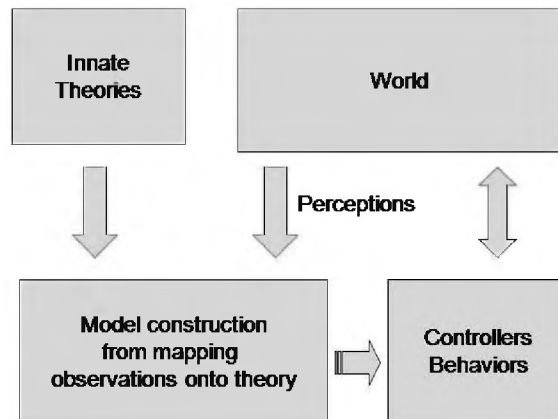 Innate
Theories
World
Perceptions
Model construction
from mapping
observations onto theory
Controllers
Behaviors